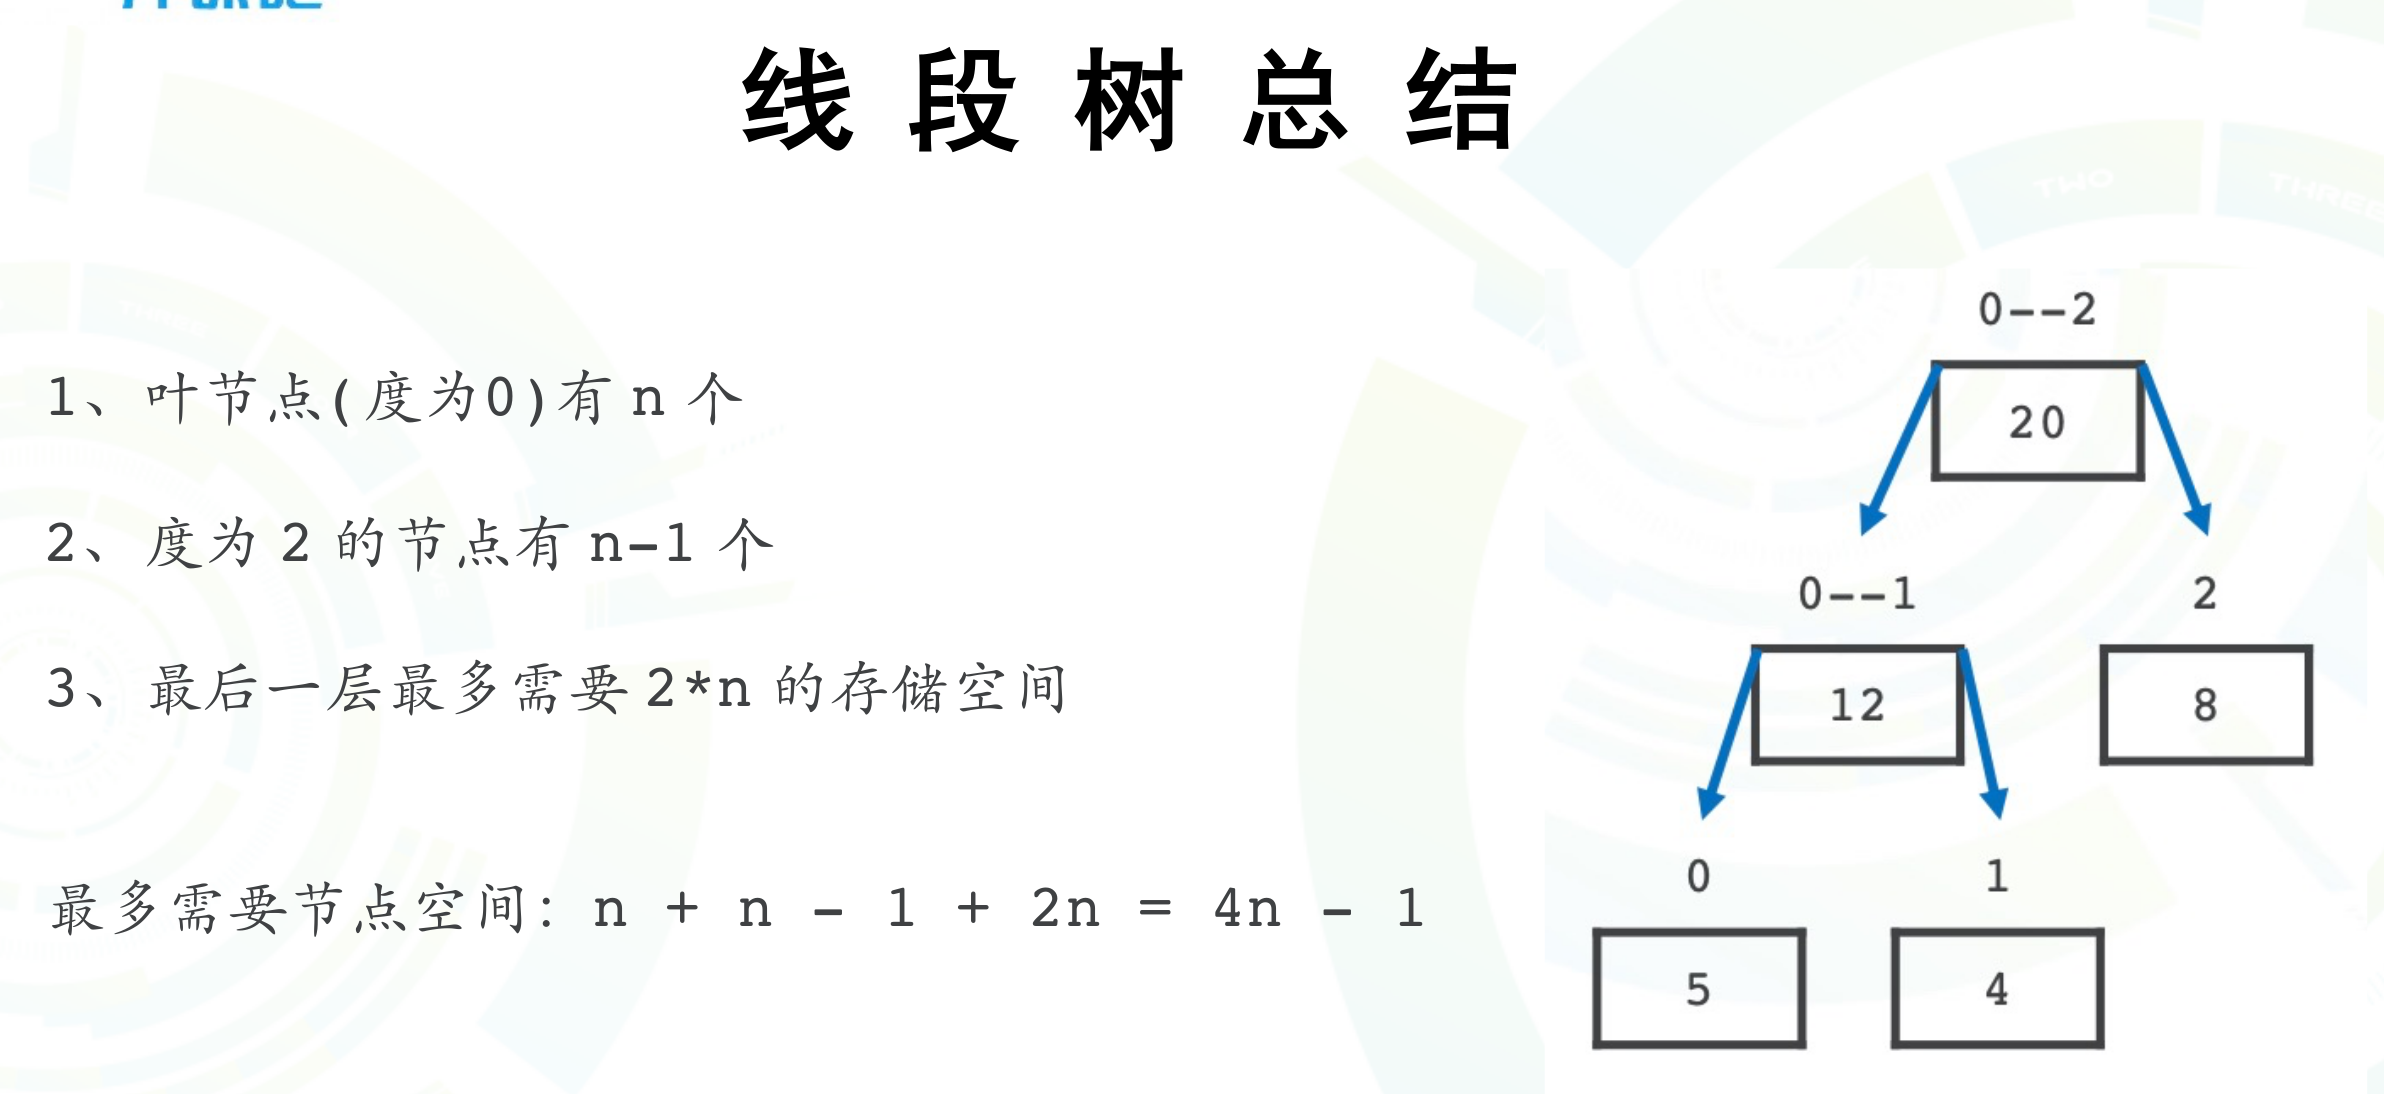 线段树总结
TWO
THREE
THREE
1、叶节点(度为0)有 n 个
2、度为 2 的节点有 n-1 个
3、最后一层最多需要 2*n 的存储空间
最多需要节点空间: n + n - 1 + 2n = 4n - 1
0--2
20
0--1
2
12
8
0
1
5
4